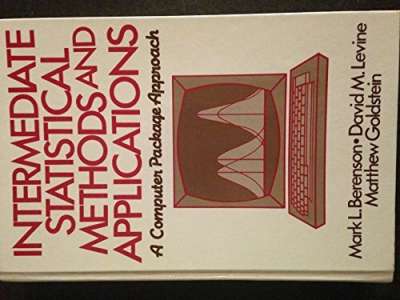 INTERMEDIATE
STATISTICAL
METHODS AND
APPLICATIONS
A Computer Package Approach
Mark L. Berenson • David M. Levine
Matthew Goldstein